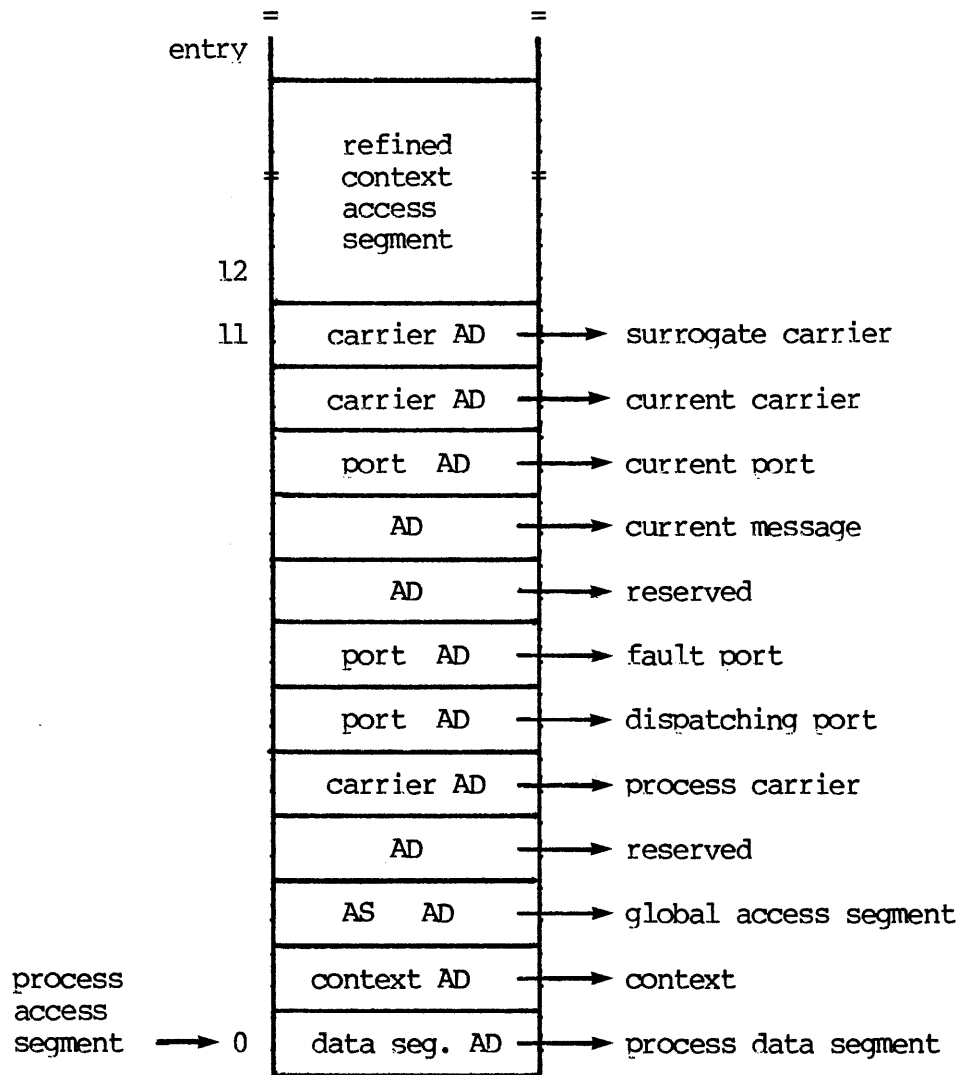 = =
entry
refined
context
= =
access
segment
12
11 carrier AD surrogate carrier
carrier AD current carrier
port AD current port
AD current message
AD reserved
port AD fault port
port AD dispatching port
carrier AD process carrier
AD reserved
AS AD global access segment
context AD context
process
access
segment 0 data seg. AD process data segment